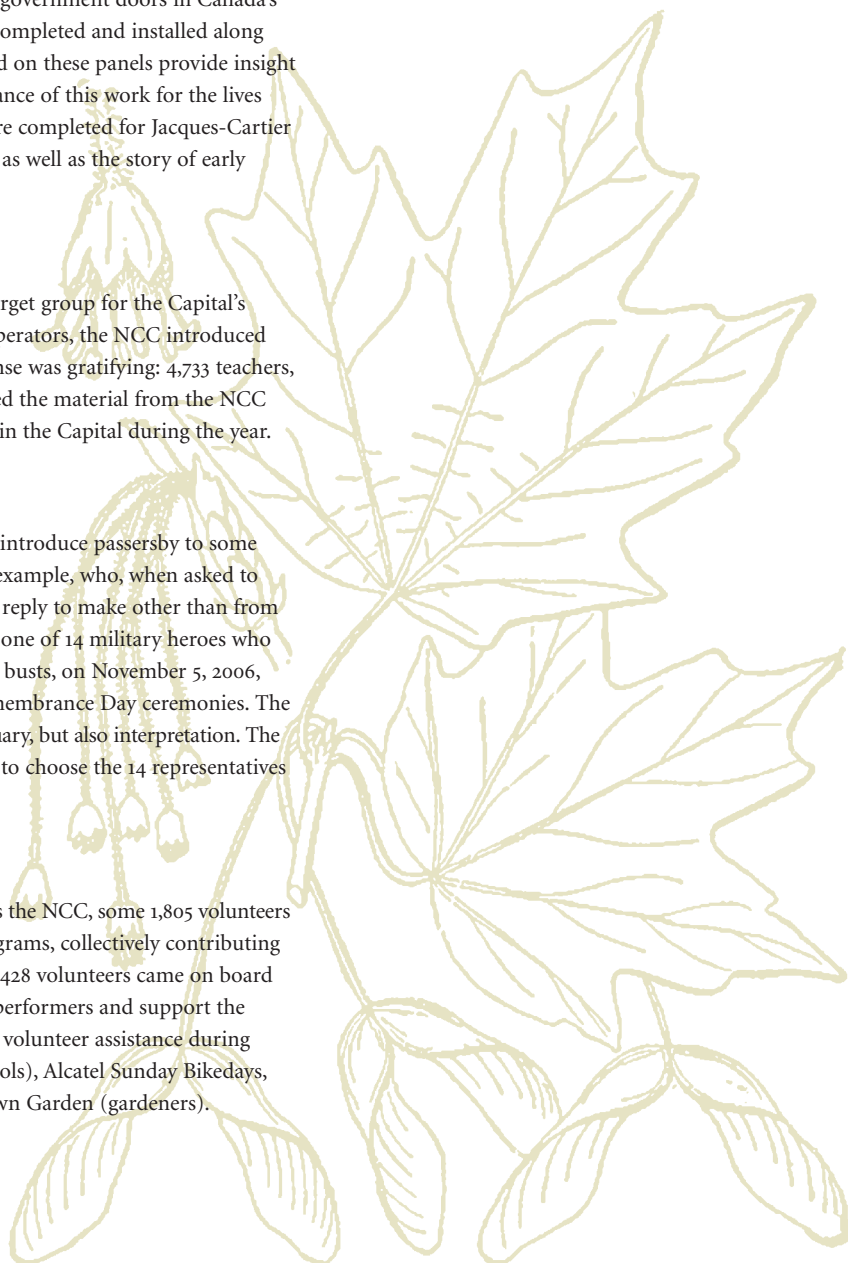 government doors in Canada's
ompleted and installed along
d on these panels provide insight
ance of this work for the lives
re completed for Jacques-Cartier
as well as the story of early
rget group for the Capital's
perators, the NCC introduced
nse was gratifying: 4,733 teachers,
ed the material from the NCC
in the Capital during the year.
introduce passersby to some
example, who, when asked to
reply to make other than from
one of 14 military heroes who
busts, on November 5, 2006,
membrance Day ceremonies. The
uary, but also interpretation. The
to choose the 14 representatives
s the NCC, some 1,805 volunteers
grams, collectively contributing
428 volunteers came on board
performers and support the
volunteer assistance during
ols), Alcatel Sunday Bikedays,
wn Garden (gardeners).